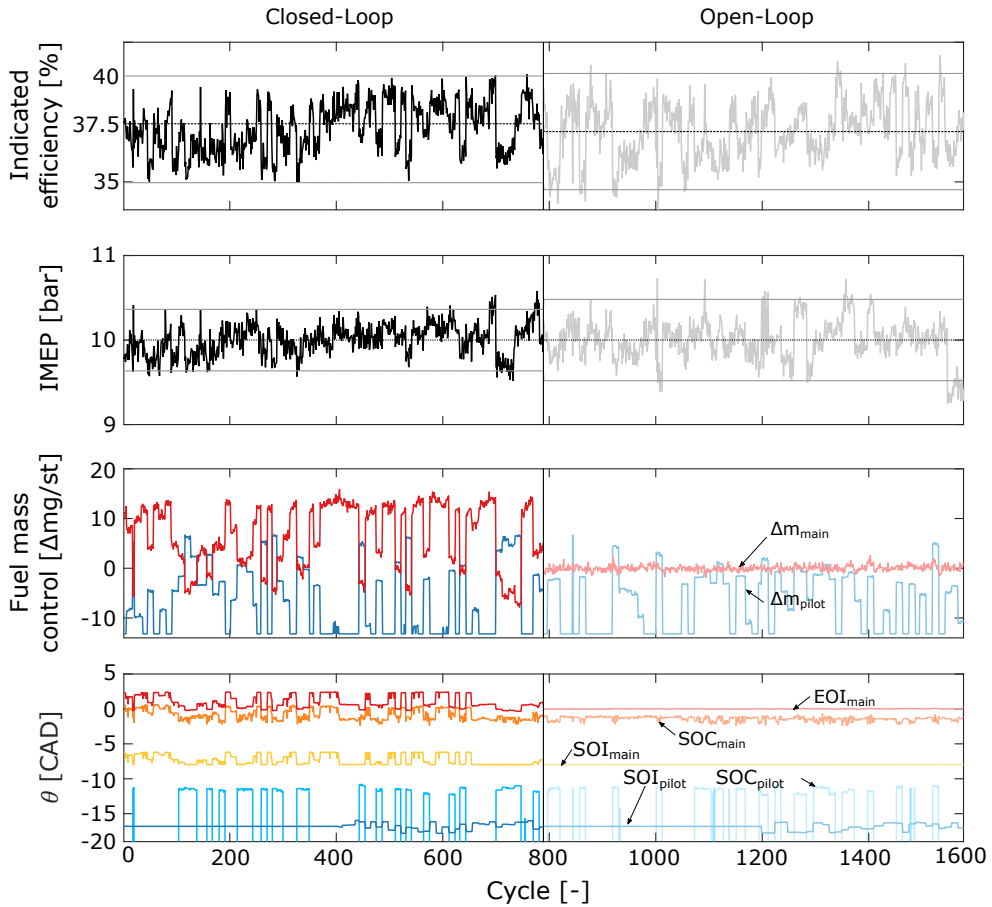 Closed-Loop Open-Loop
Indicated
efficiency [%]
40
37.5
35
IMEP [bar]
11
10
9
Fuel mass
control [Δmg/st]
20
10
0
-10
Δm_main
Δm_pilot
θ [CAD]
5
0
-5
-10
-15
-20
EOI_main
SOC_main
SOI_main
SOI_pilot SOC_pilot
0 200 400 600 800 1000 1200 1400 1600
Cycle [-]